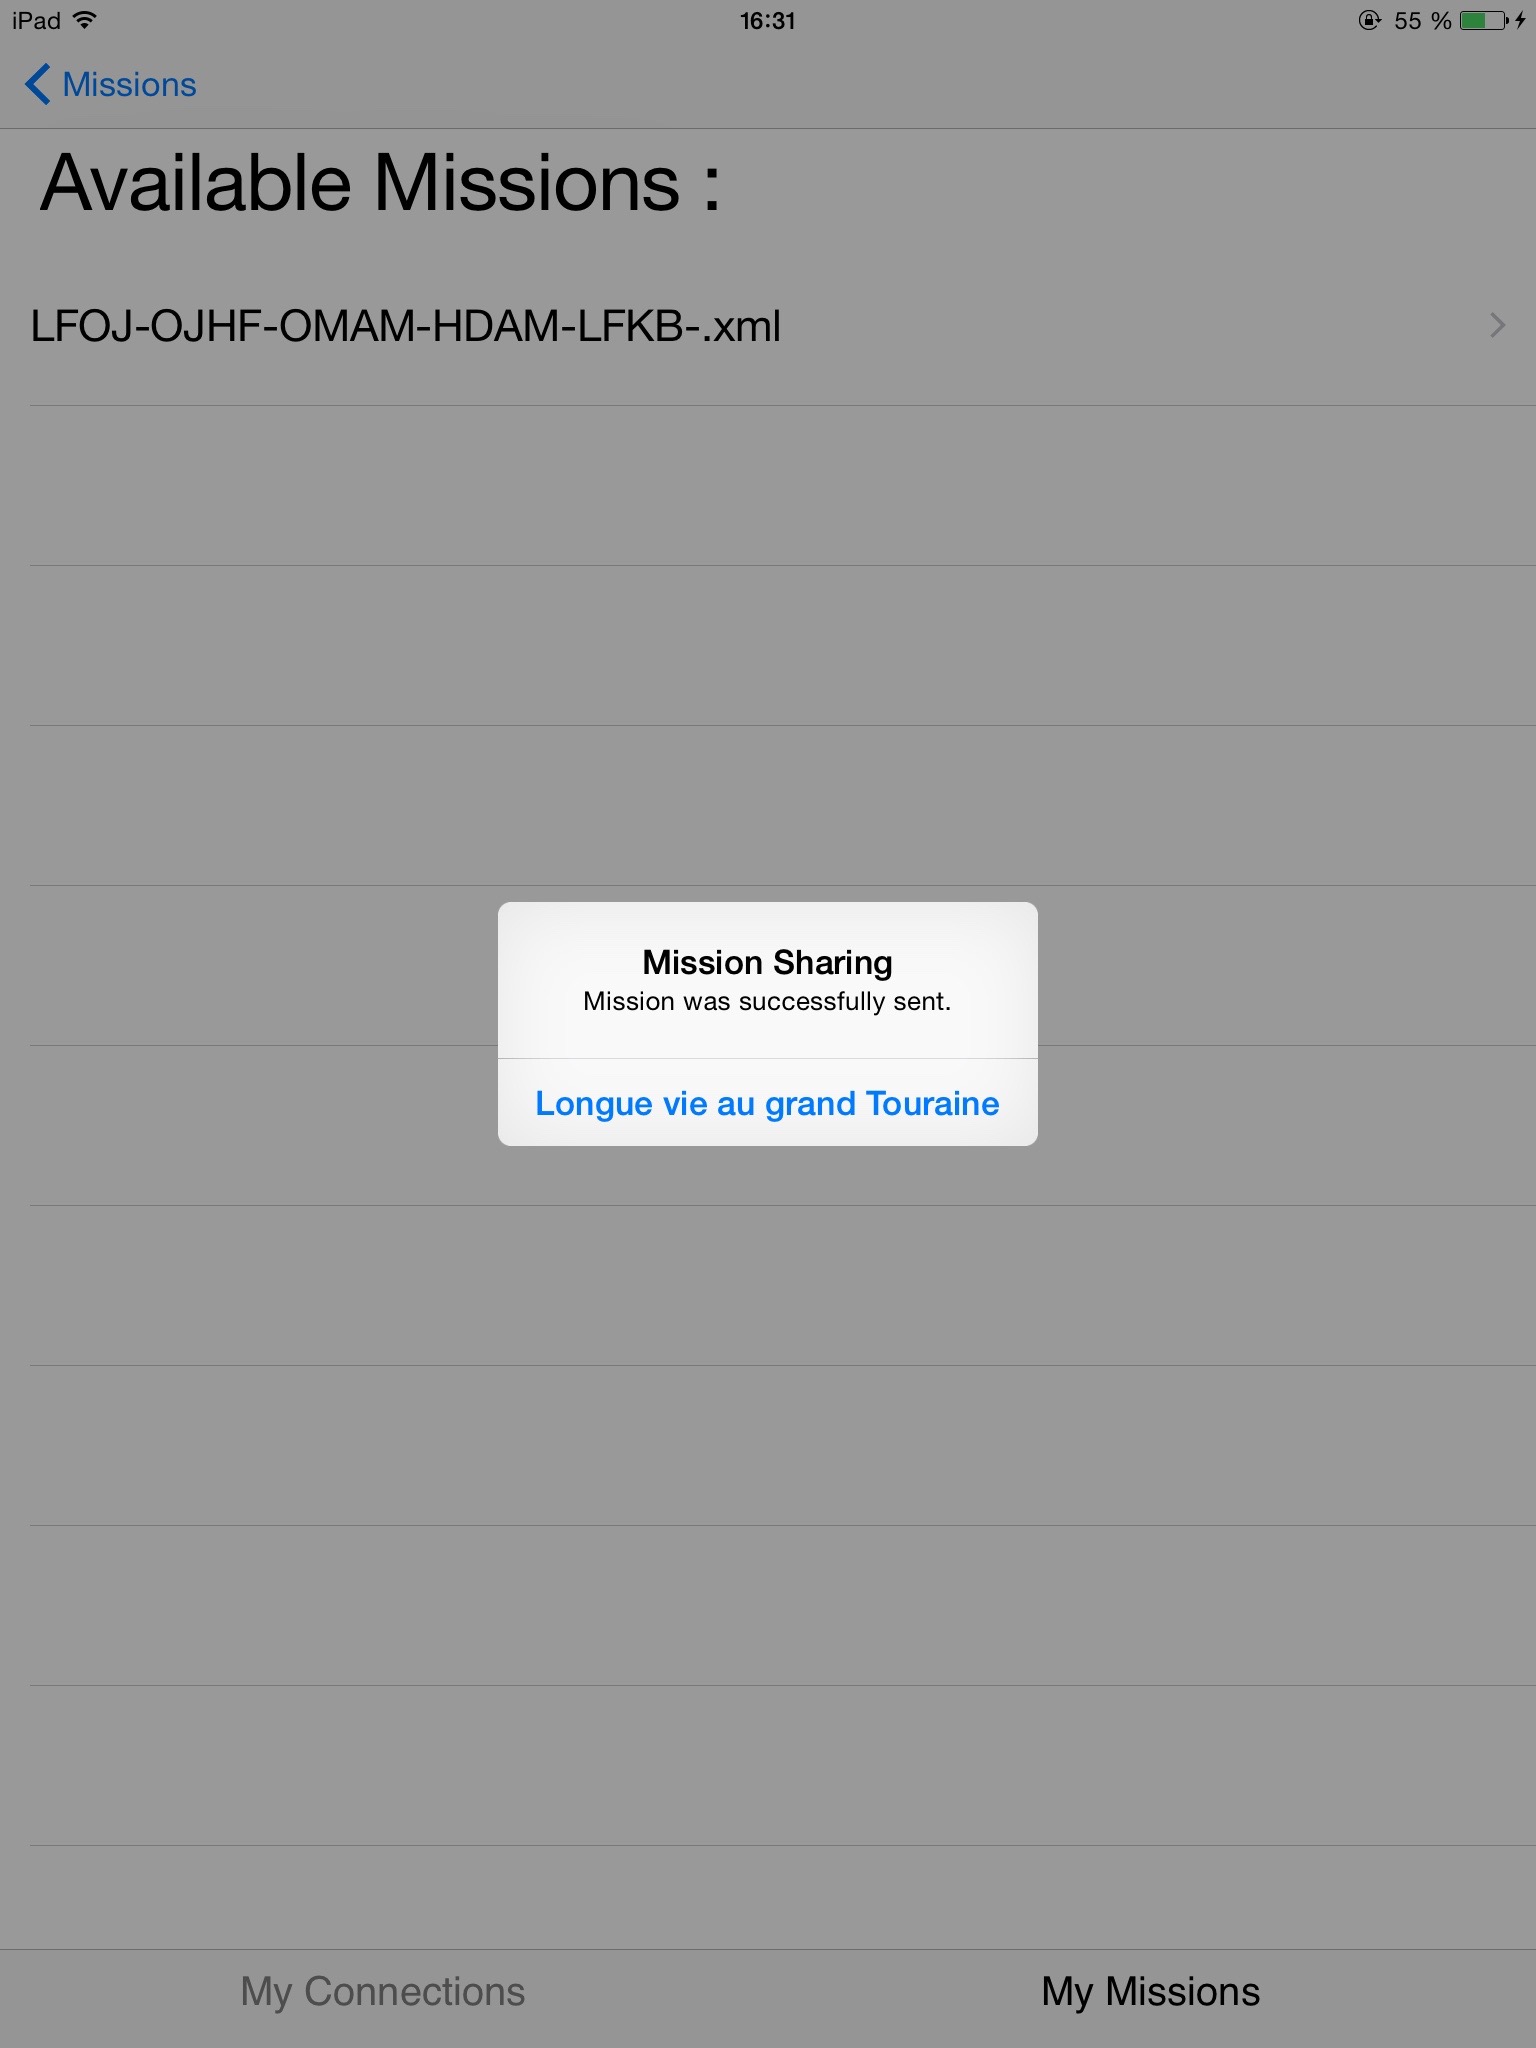 iPad 16:31 55 %
Missions
Available Missions :
LFOJ-OJHF-OMAM-HDAM-LFKB-.xml
Mission Sharing
Mission was successfully sent.
Longue vie au grand Touraine
My Connections My Missions